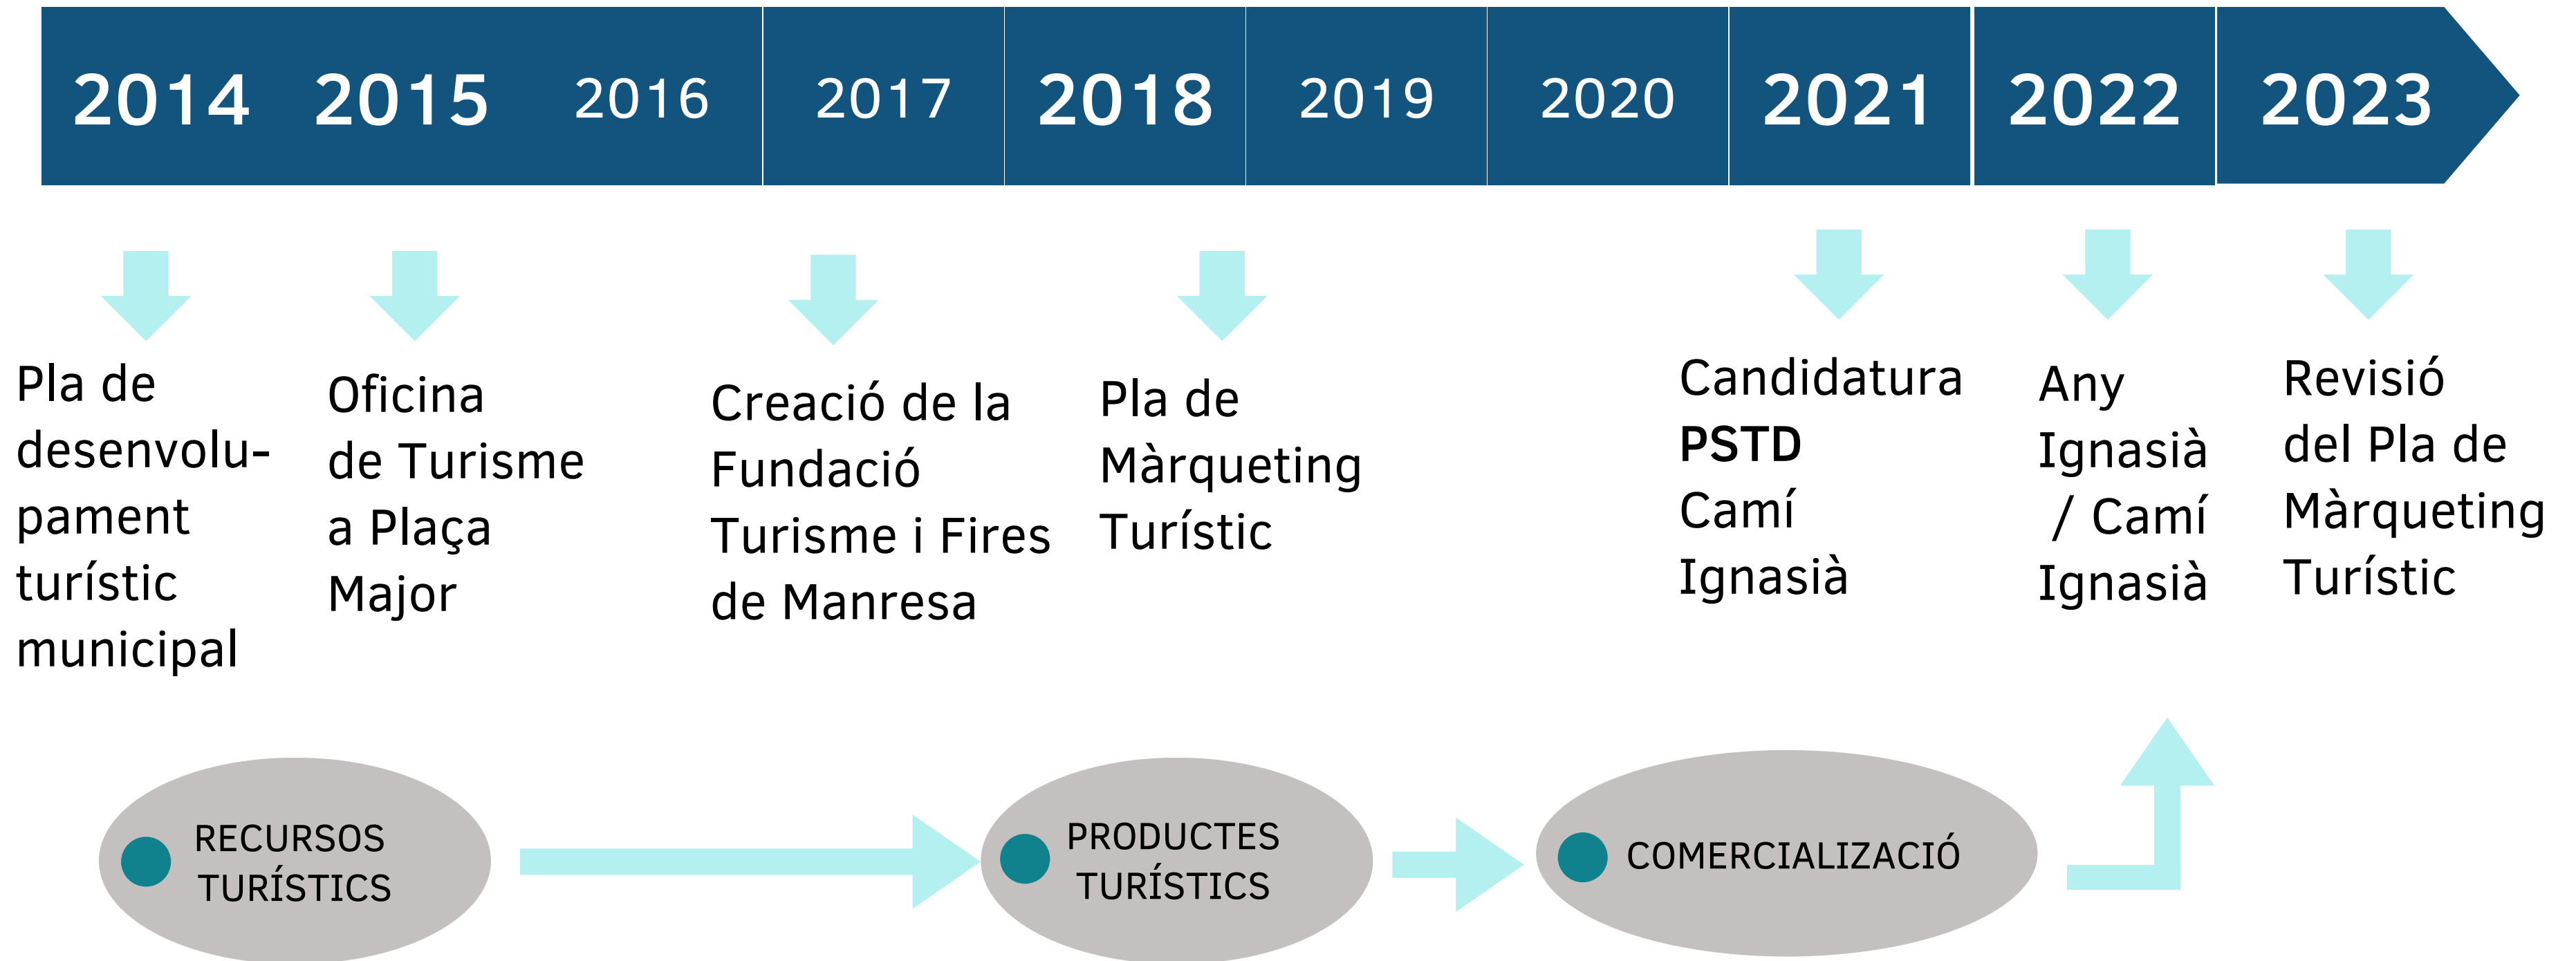 2014 2015 2016 2017 2018 2019 2020 2021 2022 2023
Pla de
desenvolu-
pament
turístic
municipal
Oficina
de Turisme
a Plaça
Major
Creació de la
Fundació
Turisme i Fires
de Manresa
Pla de
Màrqueting
Turístic
Candidatura
PSTD
Camí
Ignasià
Any
Ignasià
/ Camí
Ignasià
Revisió
del Pla de
Màrqueting
Turístic
RECURSOS
TURÍSTICS
PRODUCTES
TURÍSTICS
COMERCIALIZACIÓ